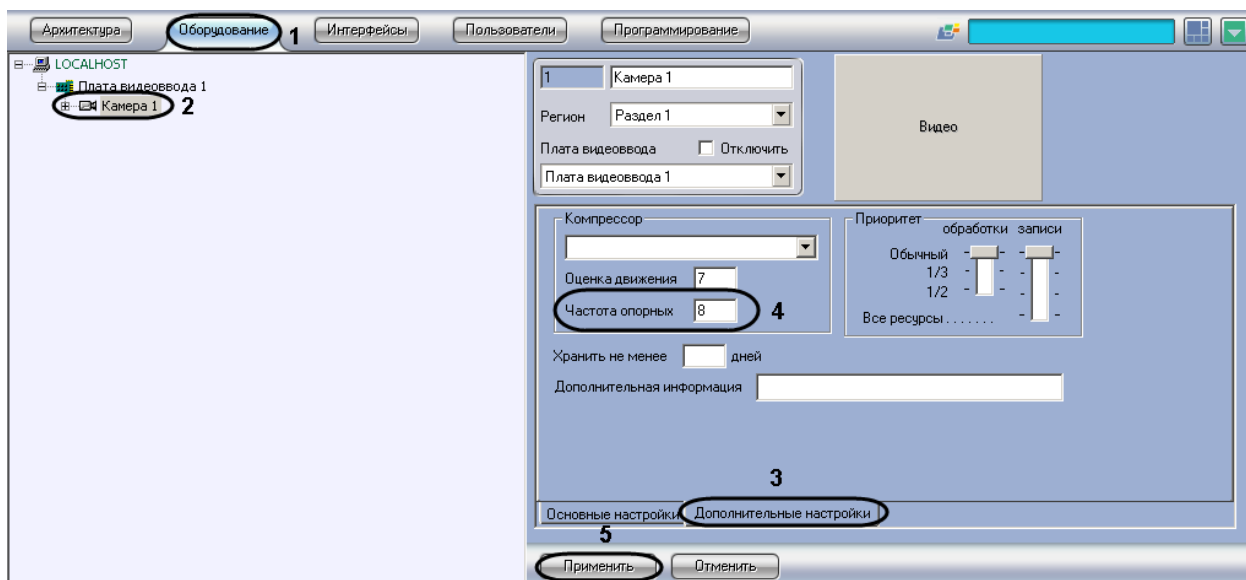 Архитектура Оборудование 1 Интерфейсы Пользователи Программирование
LOCALHOST
Плата видеоввода 1
Камера 1 2
1 Камера 1
Регион Раздел 1
Плата видеоввода Отключить
Плата видеоввода 1
Видео
Компрессор
Оценка движения 7
Частота опорных 8 4
Приоритет
обработки записи
Обычный
1/3
1/2
Все ресурсы . . . . . . .
Хранить не менее дней
Дополнительная информация
3
Основные настройки Дополнительные настройки
5
Применить Отменить